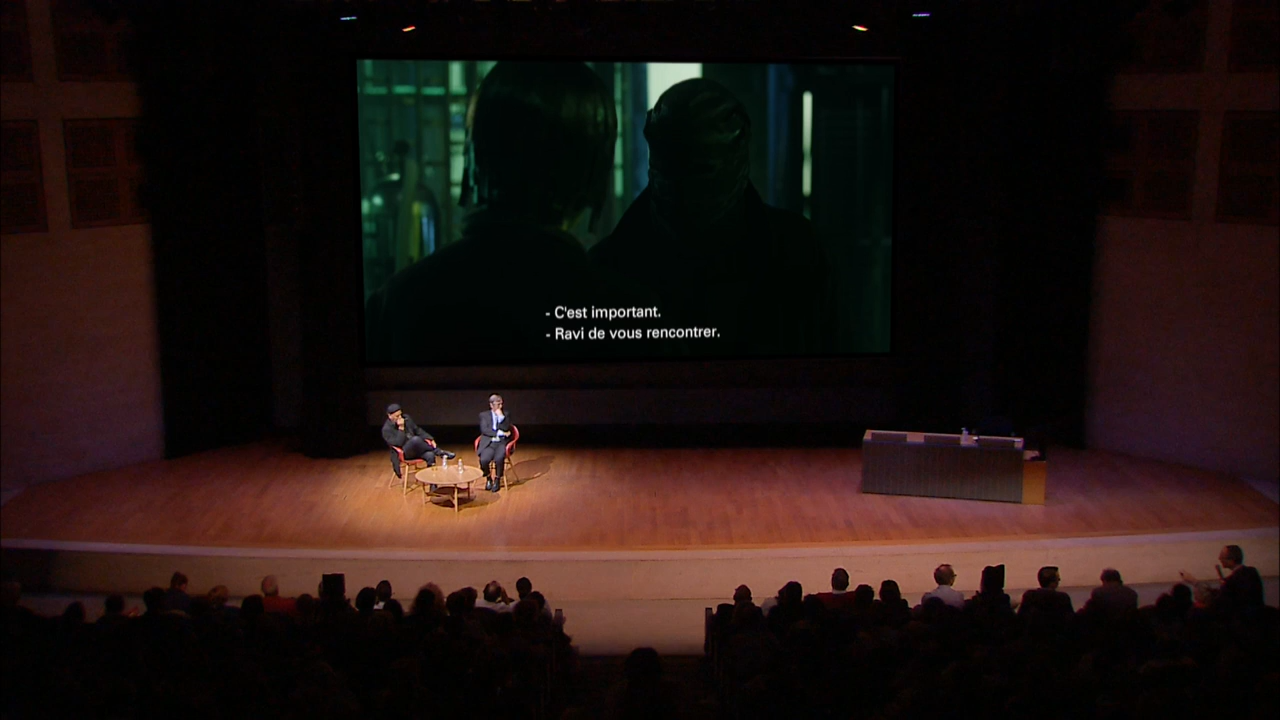 - C'est important.
- Ravi de vous rencontrer.